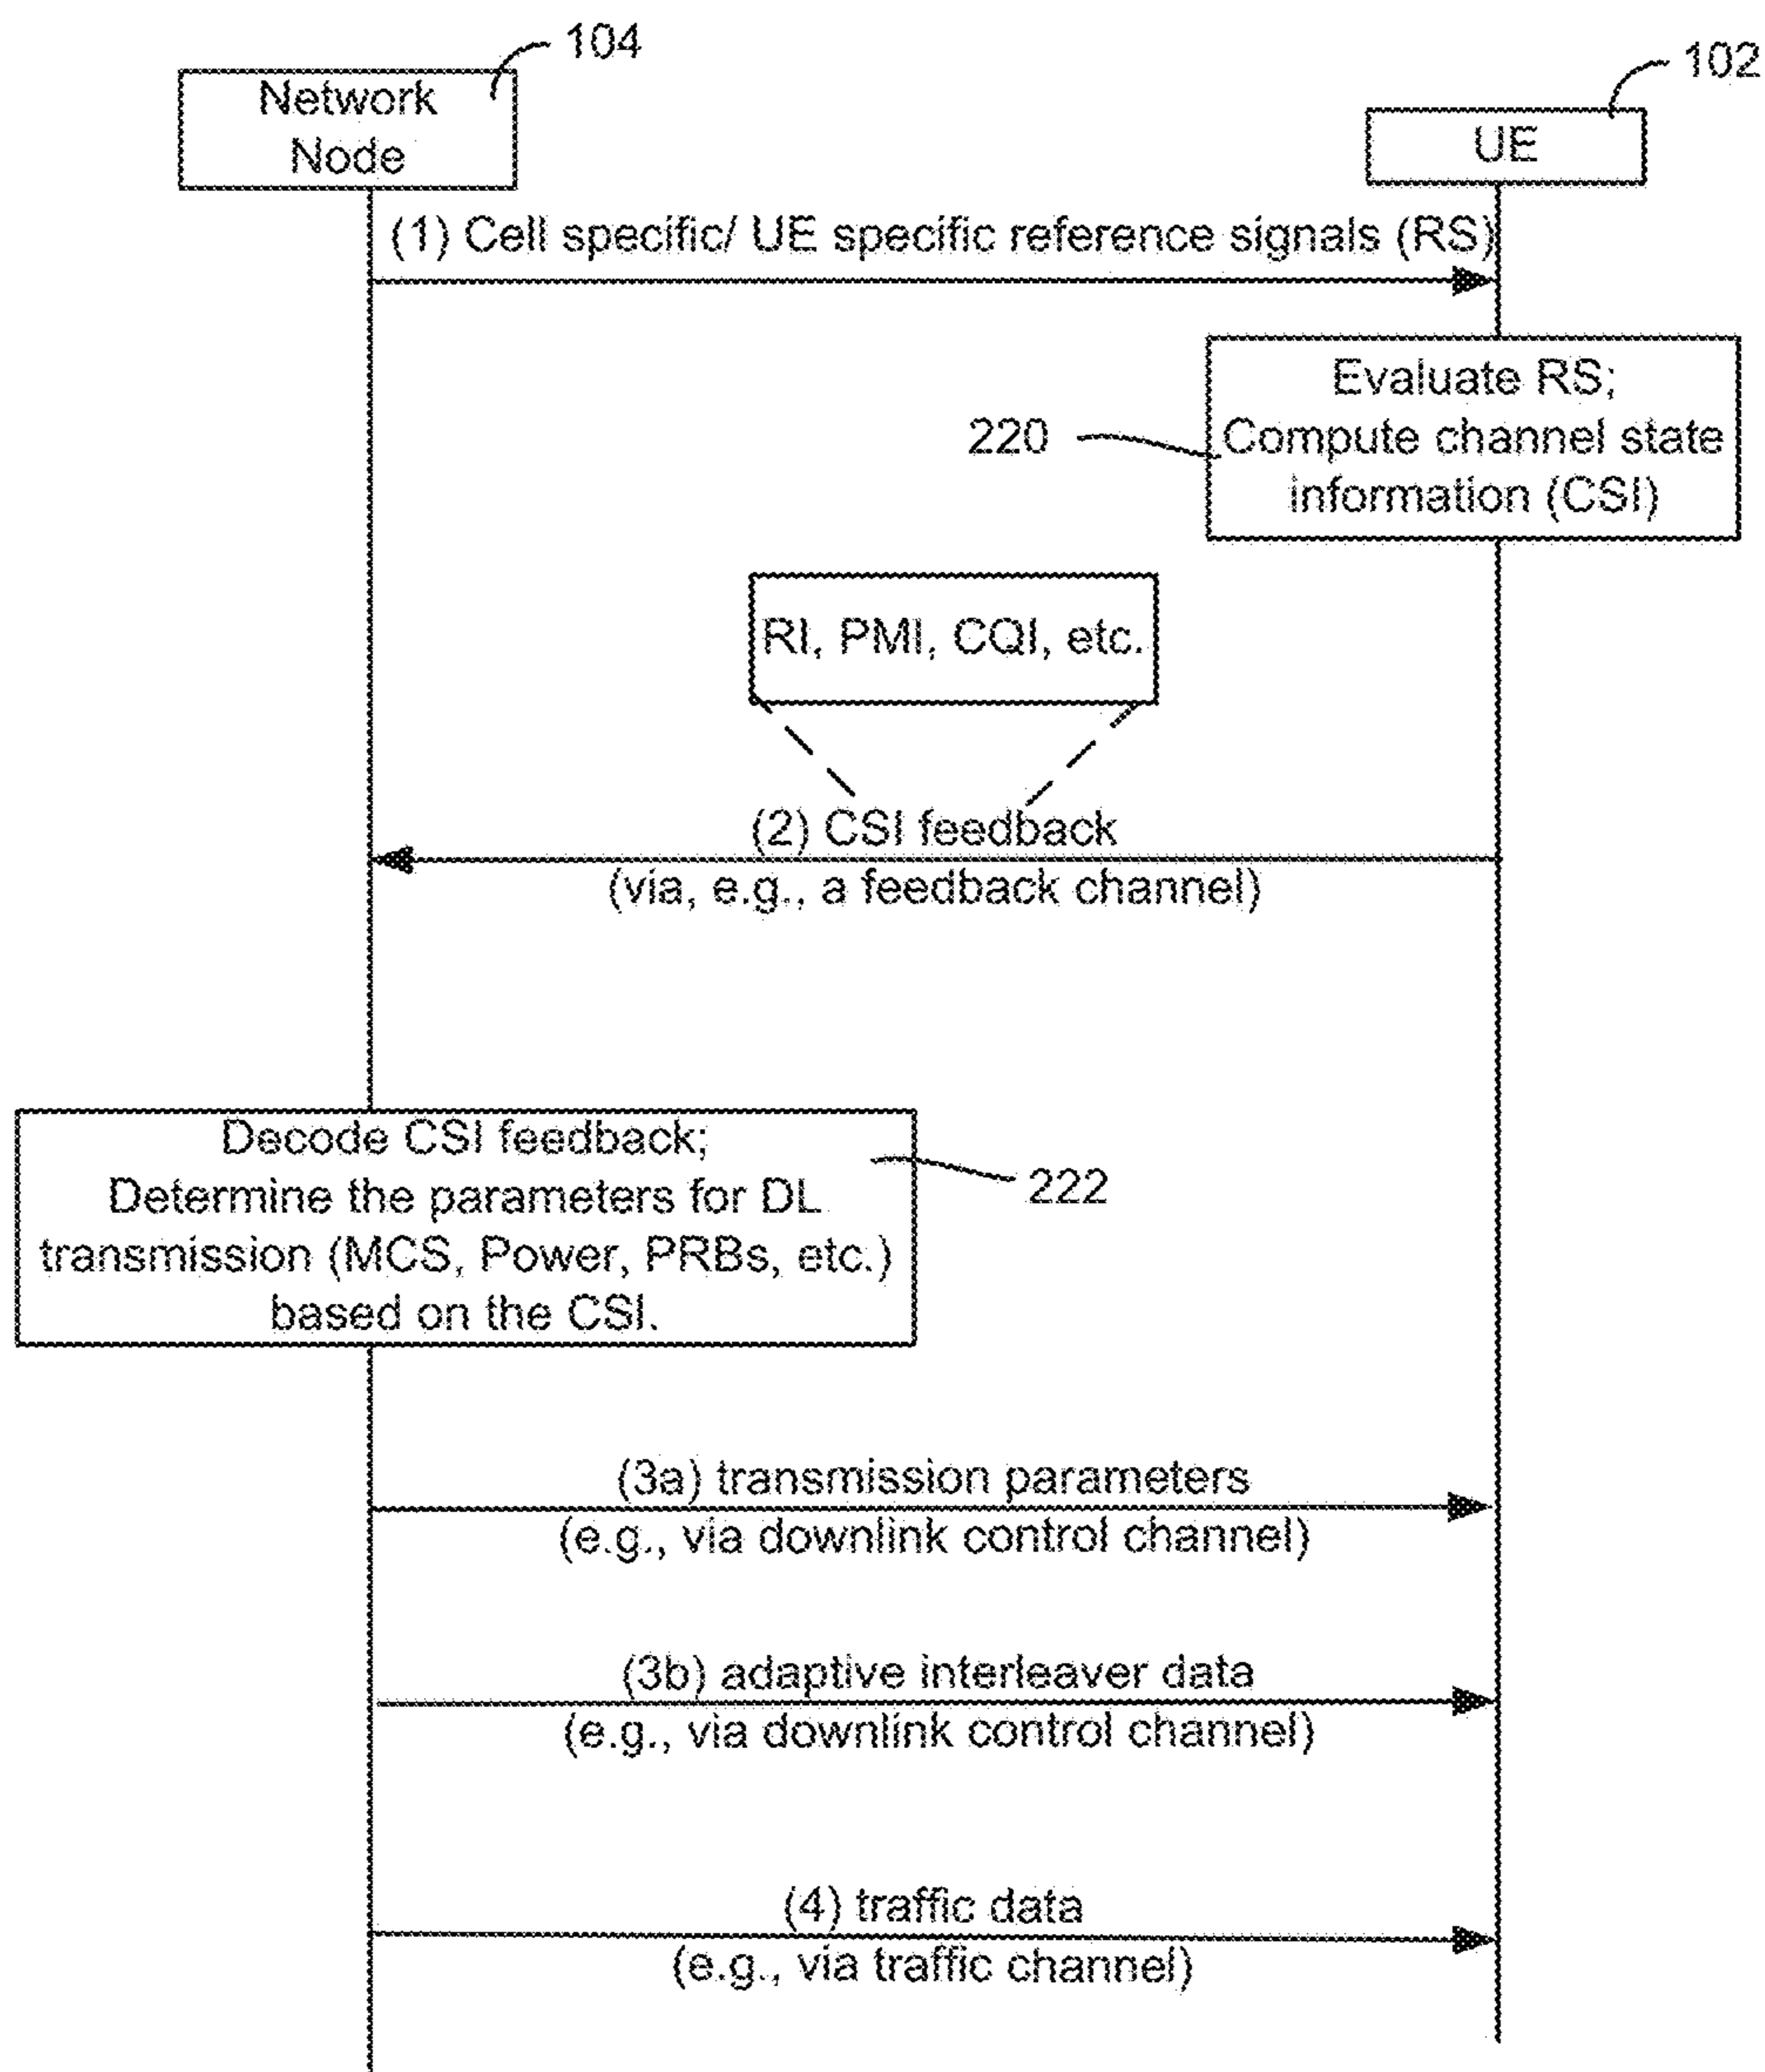 104
Network
Node
102
UE
(1) Cell specific/ UE specific reference signals (RS)
Evaluate RS;
Compute channel state
information (CSI)
220
RI, PMI, CQI, etc.
(2) CSI feedback
(via, e.g., a feedback channel)
Decode CSI feedback;
Determine the parameters for DL
transmission (MCS, Power, PRBs, etc.)
based on the CSI.
222
(3a) transmission parameters
(e.g., via downlink control channel)
(3b) adaptive interleaver data
(e.g., via downlink control channel)
(4) traffic data
(e.g., via traffic channel)